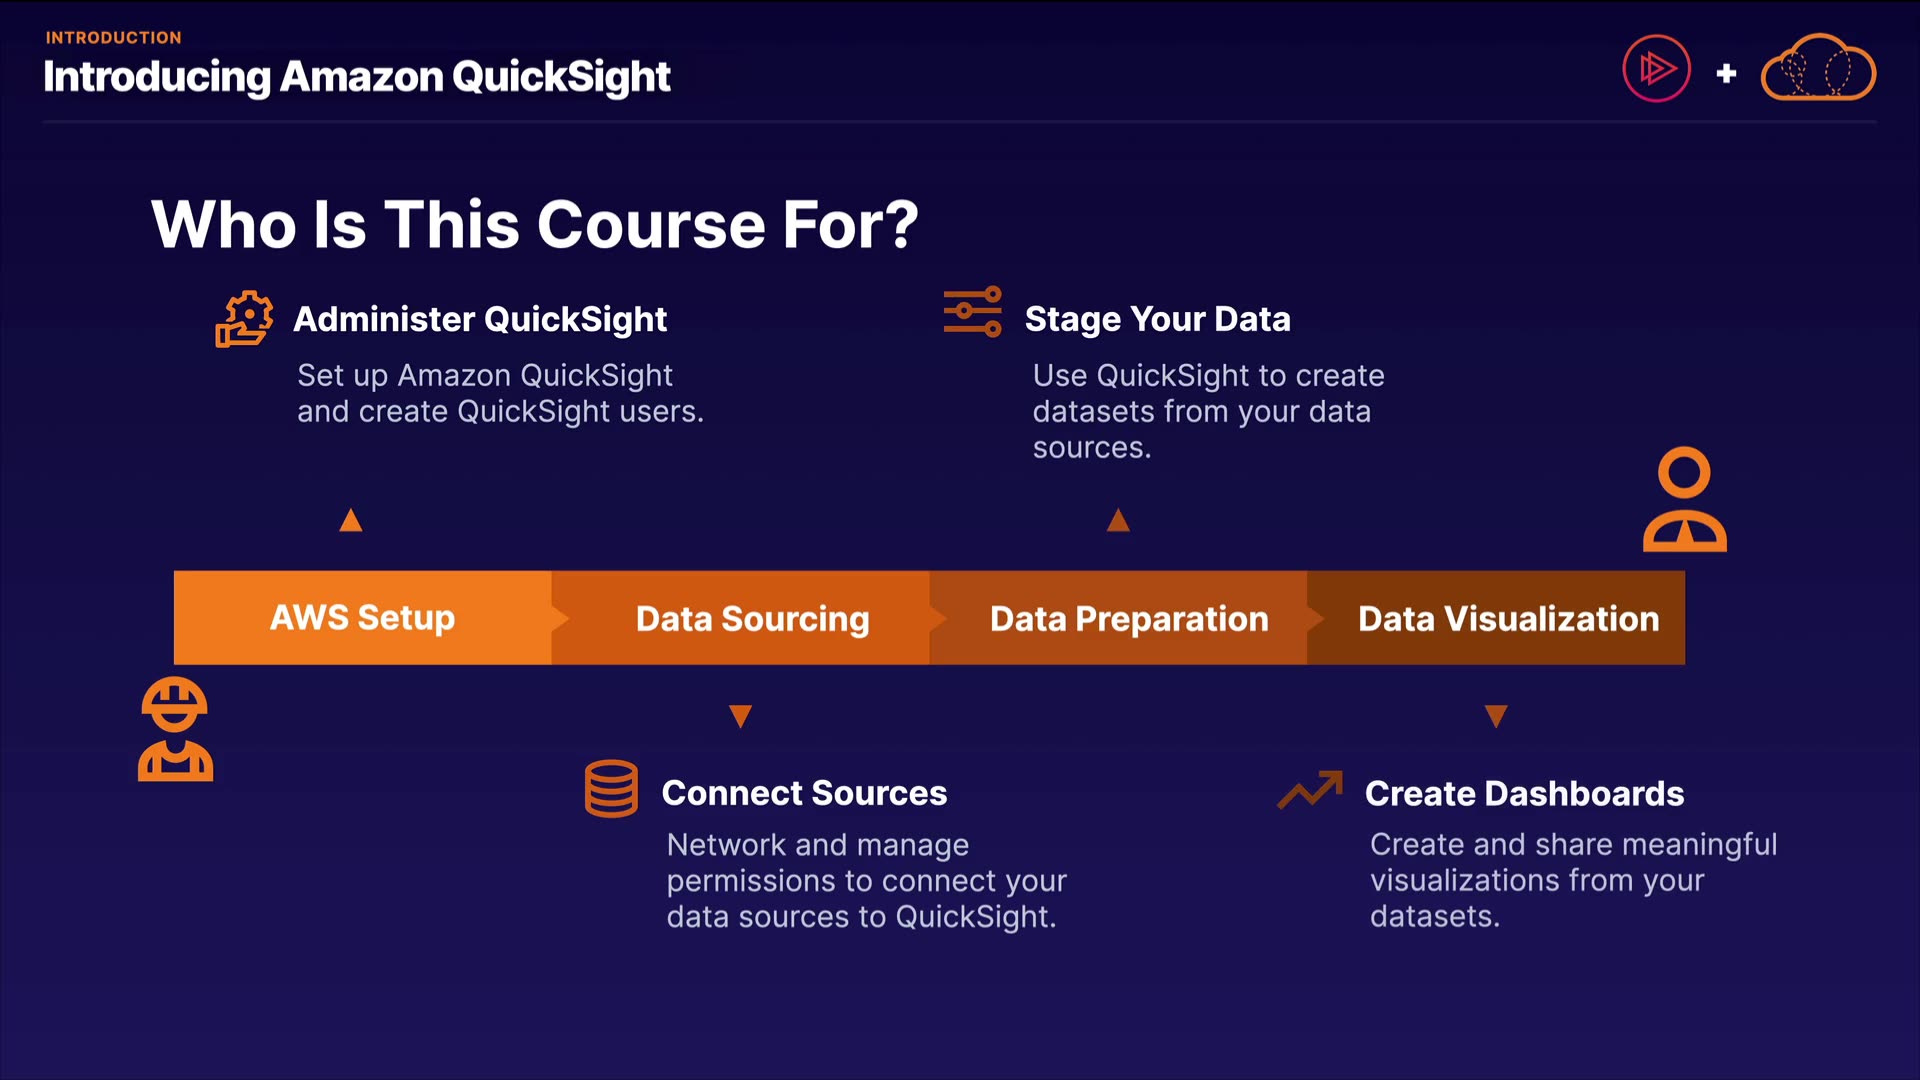 INTRODUCTION
Introducing Amazon QuickSight
Who Is This Course For?
Administer QuickSight
Set up Amazon QuickSight
and create QuickSight users.
Stage Your Data
Use QuickSight to create
datasets from your data
sources.
AWS Setup
Data Sourcing
Data Preparation
Data Visualization
Connect Sources
Network and manage
permissions to connect your
data sources to QuickSight.
Create Dashboards
Create and share meaningful
visualizations from your
datasets.